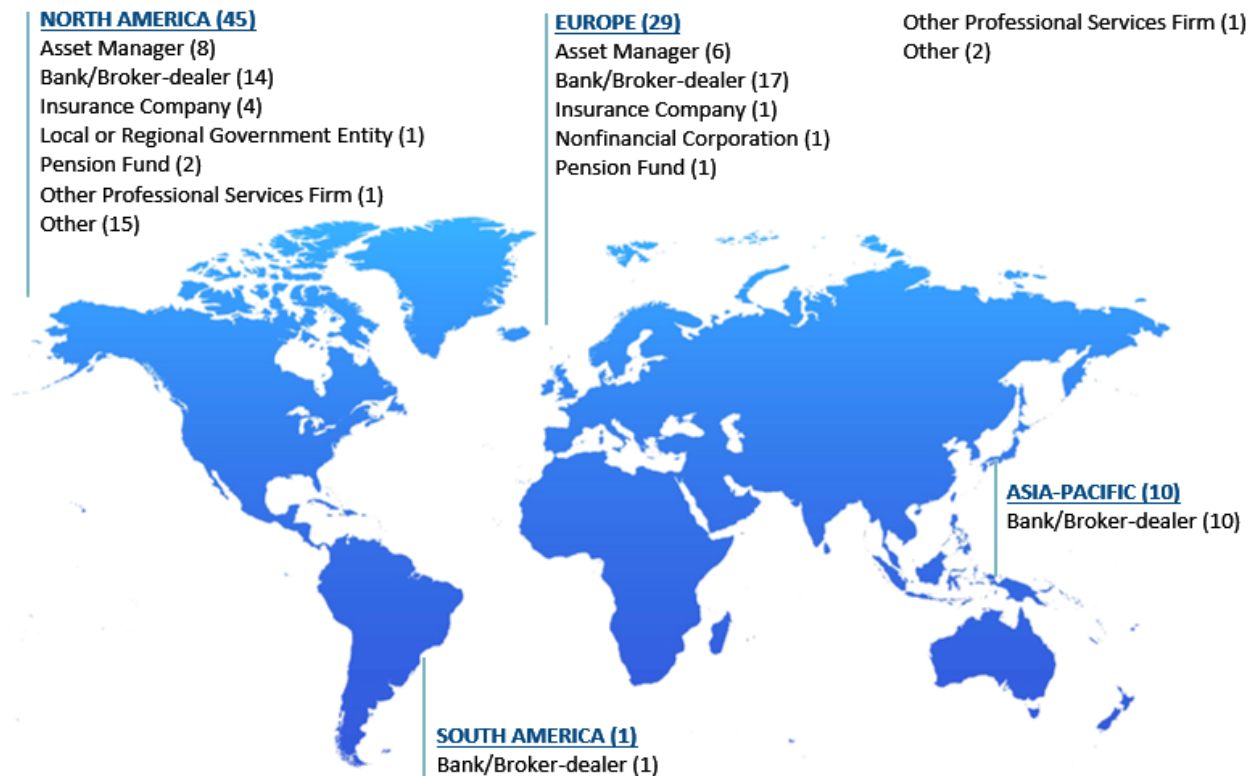 NORTH AMERICA (45)
Asset Manager (8)
Bank/Broker-dealer (14)
Insurance Company (4)
Local or Regional Government Entity (1)
Pension Fund (2)
Other Professional Services Firm (1)
Other (15)
EUROPE (29)
Asset Manager (6)
Bank/Broker-dealer (17)
Insurance Company (1)
Nonfinancial Corporation (1)
Pension Fund (1)
Other Professional Services Firm (1)
Other (2)
ASIA-PACIFIC (10)
Bank/Broker-dealer (10)
SOUTH AMERICA (1)
Bank/Broker-dealer (1)